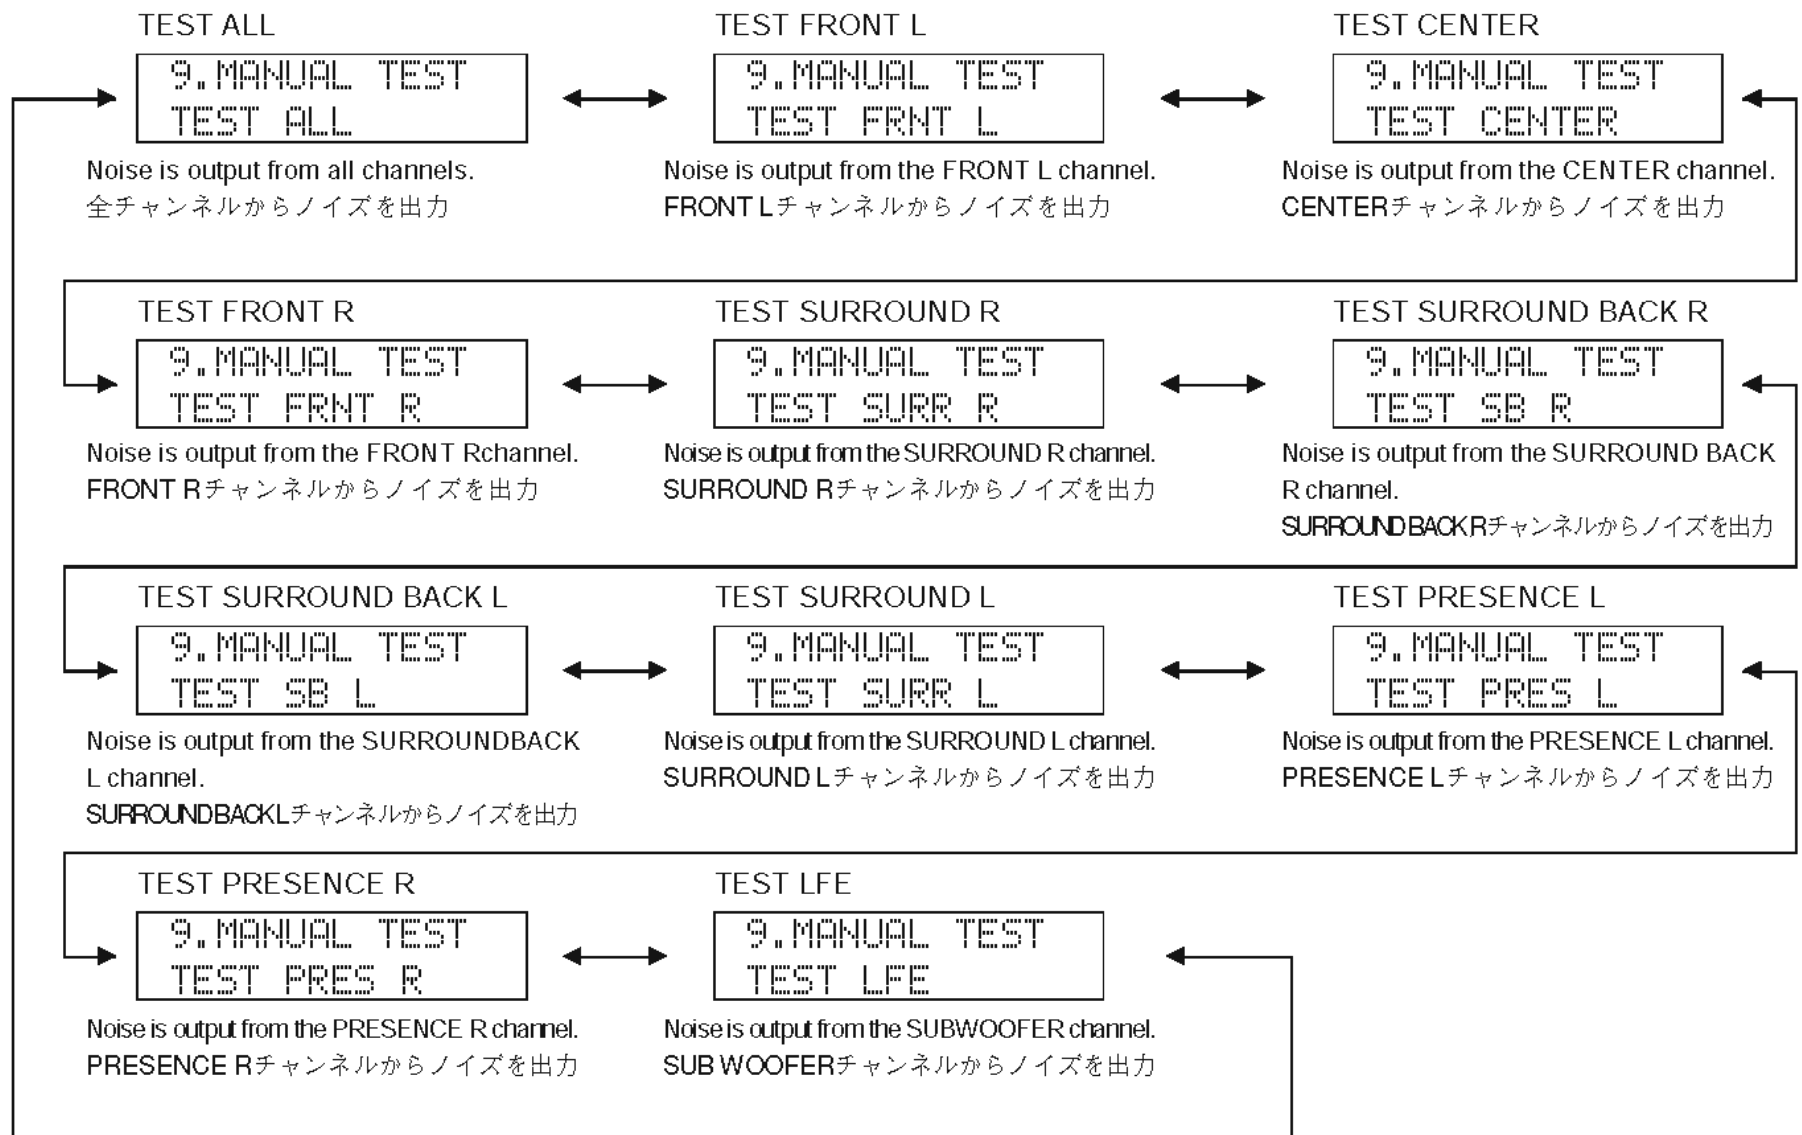 TEST ALL
9.MANUAL TEST
TEST ALL
Noise is output from all channels.
全チャンネルからノイズを出力
TEST FRONT L
9.MANUAL TEST
TEST FRNT L
Noise is output from the FRONT L channel.
FRONT Lチャンネルからノイズを出力
TEST CENTER
9.MANUAL TEST
TEST CENTER
Noise is output from the CENTER channel.
CENTERチャンネルからノイズを出力
TEST FRONT R
9.MANUAL TEST
TEST FRNT R
Noise is output from the FRONT Rchannel.
FRONT Rチャンネルからノイズを出力
TEST SURROUND R
9.MANUAL TEST
TEST SURR R
Noise is output from the SURROUND R channel.
SURROUND Rチャンネルからノイズを出力
TEST SURROUND BACK R
9.MANUAL TEST
TEST SB R
Noise is output from the SURROUND BACK
R channel.
SURROUND BACK Rチャンネルからノイズを出力
TEST SURROUND BACK L
9.MANUAL TEST
TEST SB L
Noise is output from the SURROUNDBACK
L channel.
SURROUNDBACKLチャンネルからノイズを出力
TEST SURROUND L
9.MANUAL TEST
TEST SURR L
Noise is output from the SURROUND L channel.
SURROUND Lチャンネルからノイズを出力
TEST PRESENCE L
9.MANUAL TEST
TEST PRES L
Noise is output from the PRESENCE L channel.
PRESENCE Lチャンネルからノイズを出力
TEST PRESENCE R
9.MANUAL TEST
TEST PRES R
Noise is output from the PRESENCE R channel.
PRESENCE Rチャンネルからノイズを出力
TEST LFE
9.MANUAL TEST
TEST LFE
Noise is output from the SUBWOOFER channel.
SUB WOOFERチャンネルからノイズを出力